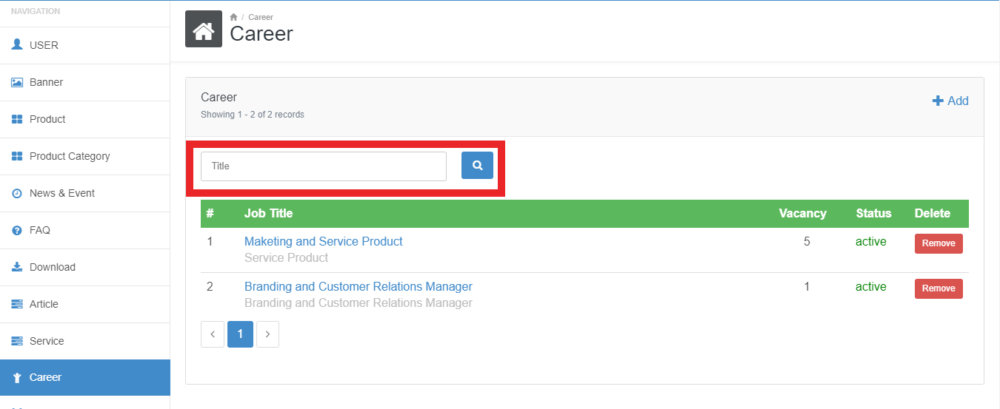 NAVIGATION
USER
Banner
Product
Product Category
News & Event
FAQ
Download
Article
Service
Career
/ Career
Career
Career
Showing 1 - 2 of 2 records
Add
Title
# Job Title Vacancy Status Delete
1 Maketing and Service Product 5 active Remove
Service Product
2 Branding and Customer Relations Manager 1 active Remove
Branding and Customer Relations Manager
< 1 >